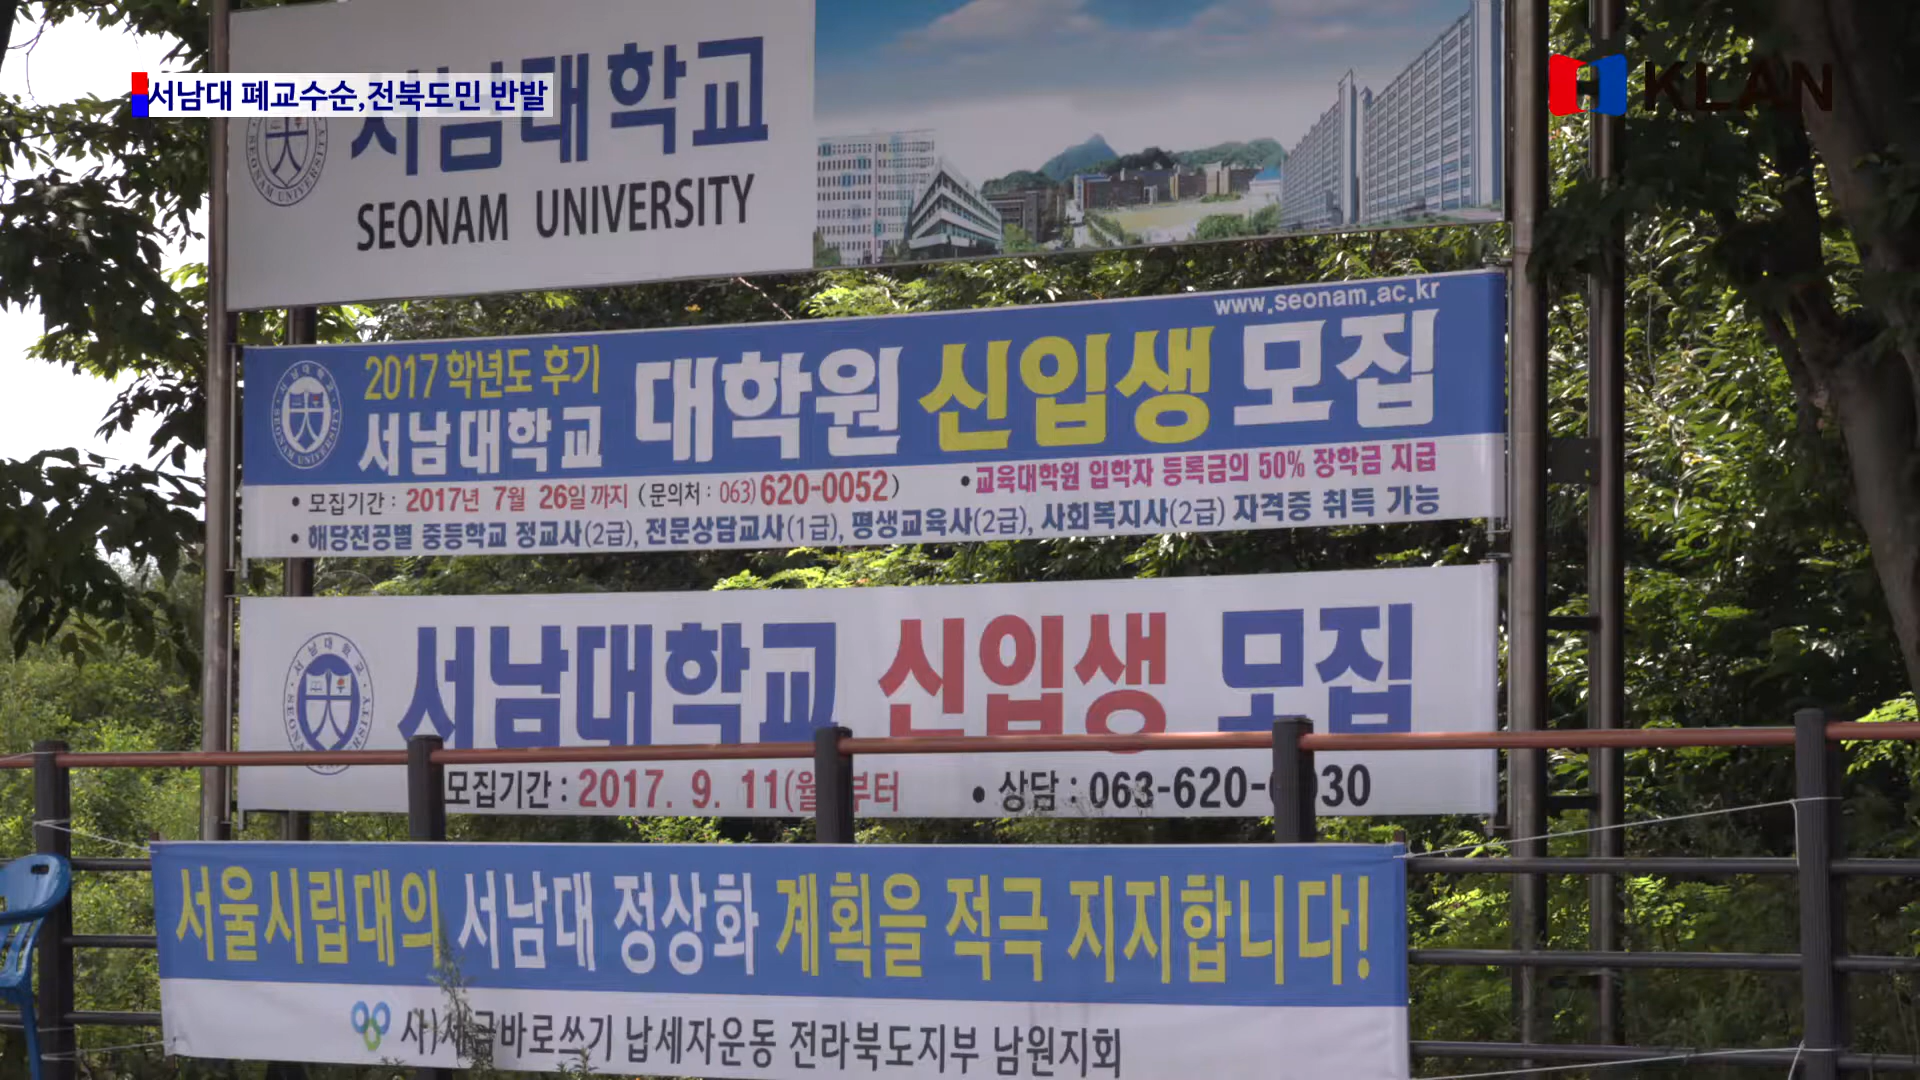 서남대 폐교수순,전북도민 반발
KLAN
서남대학교
SEONAM UNIVERSITY
www.seonam.ac.kr
2017 학년도 후기
서남대학교 대학원 신입생 모집
• 모집기간 : 2017년 7월 26일 까지 (문의처 : 063) 620-0052)
• 교육대학원 입학자 등록금의 50% 장학금 지급
• 해당전공별 중등학교 정교사(2급), 전문상담교사(1급), 평생교육사(2급), 사회복지사(2급) 자격증 취득 가능
서남대학교 신입생 모집
모집기간 : 2017. 9. 11(월)부터
• 상담 : 063-620-
서울시립대의 서남대 정상화 계획을 적극 지지합니다!
사)세금바로쓰기 납세자운동 전라북도지부 남원지회